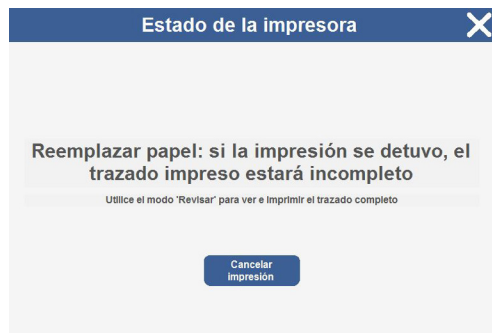 Estado de la impresora
Reemplazar papel: si la impresión se detuvo, el
trazado impreso estará incompleto
Utilice el modo 'Revisar' para ver e imprimir el trazado completo
Cancelar
impresión